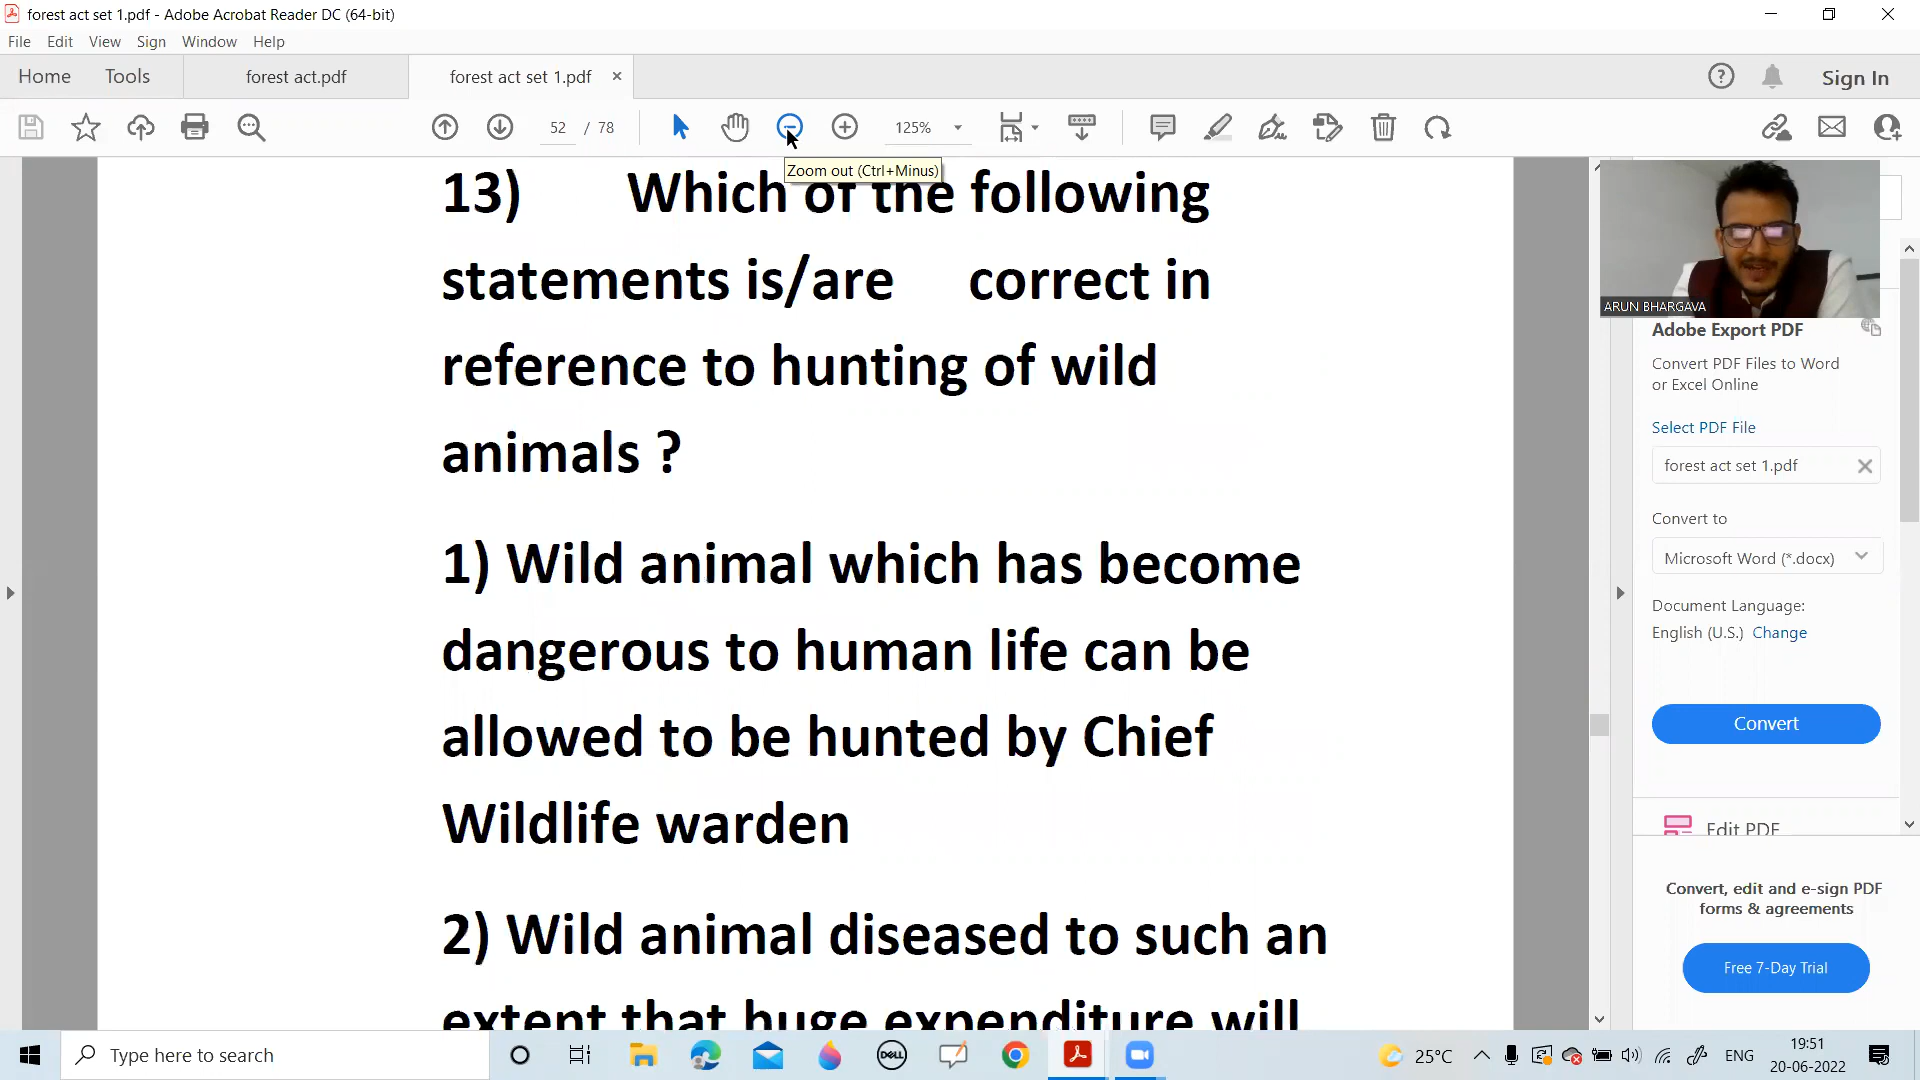 forest act set 1.pdf - Adobe Acrobat Reader DC (64-bit)
File Edit View Sign Window Help
Home Tools forest act.pdf forest act set 1.pdf
Sign In
52 / 78 125%
Zoom out (Ctrl+Minus)
13) Which of the following
statements is/are correct in
reference to hunting of wild
animals ?
1) Wild animal which has become
dangerous to human life can be
allowed to be hunted by Chief
Wildlife warden
2) Wild animal diseased to such an
extent that huge expenditure will
ARUN BHARGAVA
Adobe Export PDF
Convert PDF Files to Word
or Excel Online
Select PDF File
forest act set 1.pdf
Convert to
Microsoft Word (*.docx)
Document Language:
English (U.S.) Change
Convert
Edit PDF
Convert, edit and e-sign PDF
forms & agreements
Free 7-Day Trial
Type here to search
DELL
25°C
ENG
19:51
20-06-2022